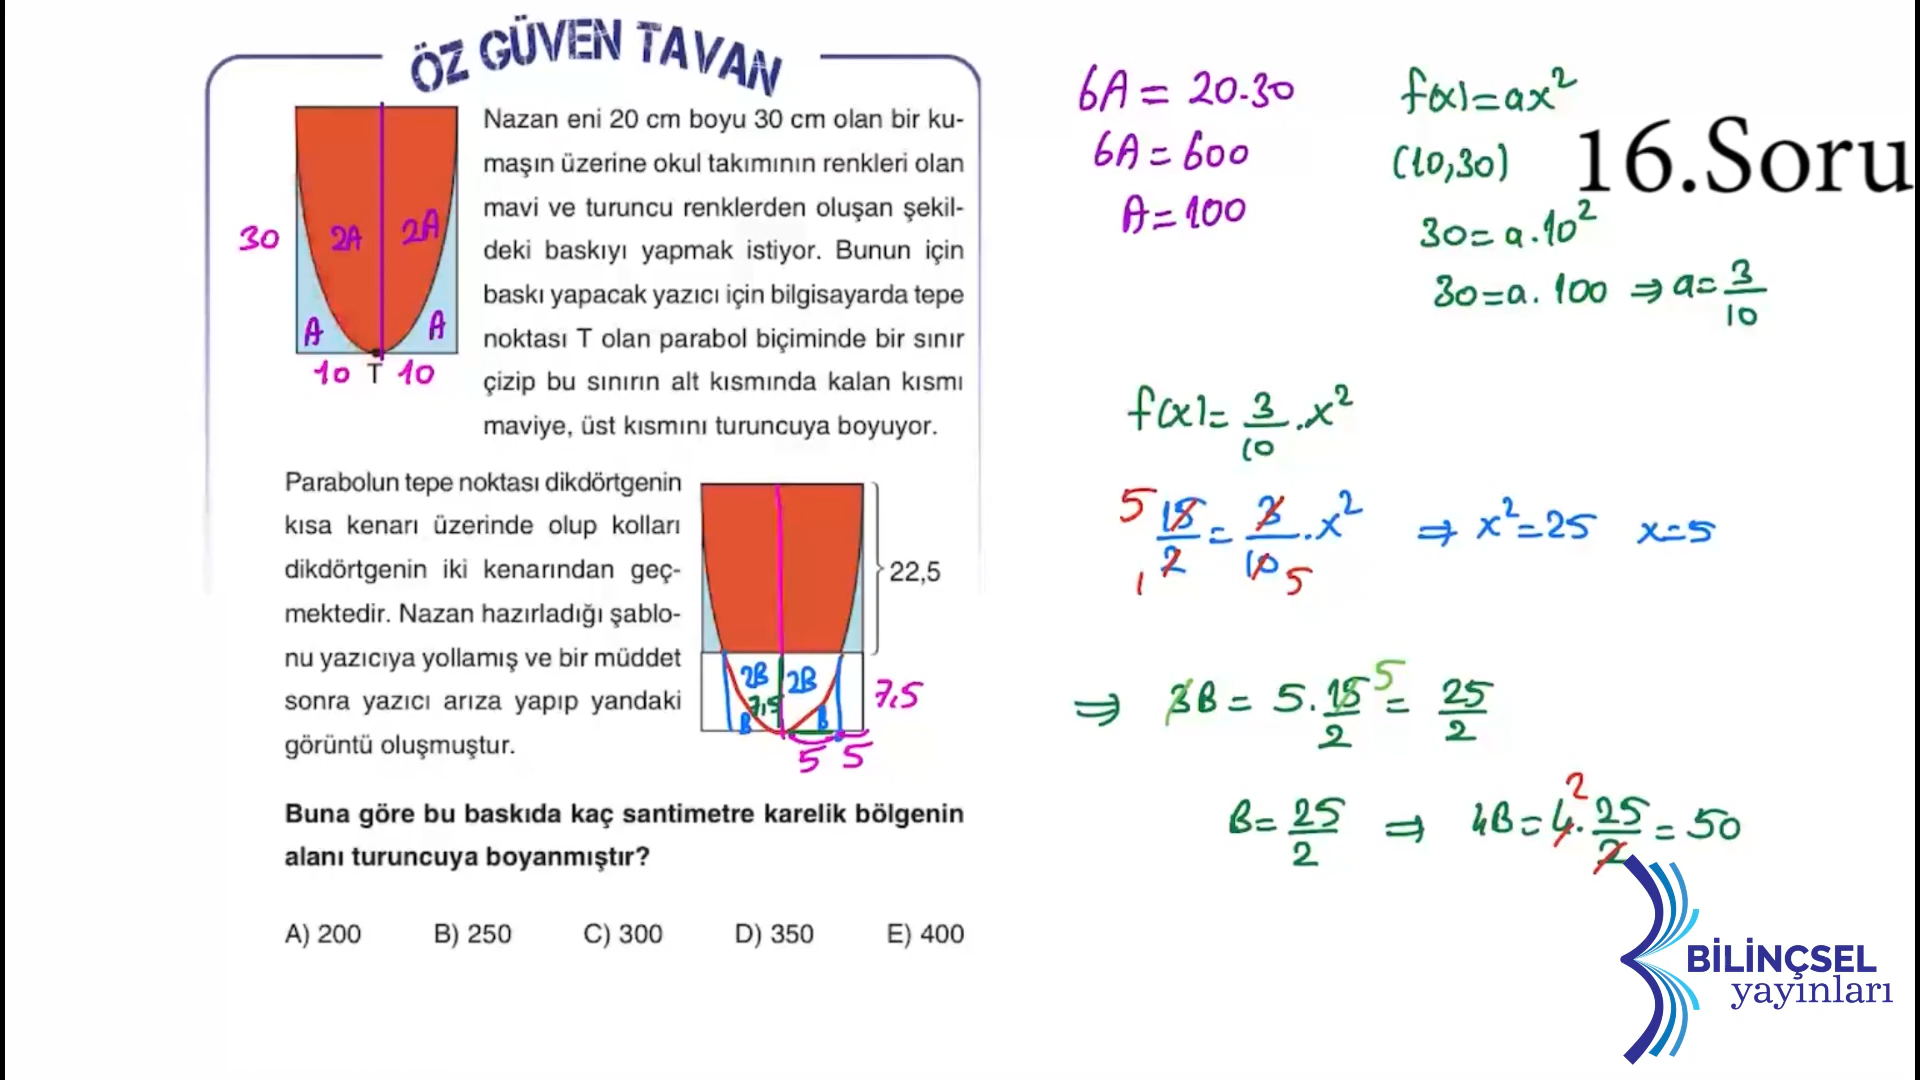 ÖZ GÜVEN TAVAN
Nazan eni 20 cm boyu 30 cm olan bir ku-
maşın üzerine okul takımının renkleri olan
mavi ve turuncu renklerden oluşan şekil-
deki baskıyı yapmak istiyor. Bunun için
baskı yapacak yazıcı için bilgisayarda tepe
noktası T olan parabol biçiminde bir sınır
çizip bu sınırın alt kısmında kalan kısmı
maviye, üst kısmını turuncuya boyuyor.
30
2A 2A
A A
10 T 10
Parabolun tepe noktası dikdörtgenin
kısa kenarı üzerinde olup kolları
dikdörtgenin iki kenarından geç-
mektedir. Nazan hazırladığı şablo-
nu yazıcıya yollamış ve bir müddet
sonra yazıcı arıza yapıp yandaki
görüntü oluşmuştur.
22,5
2B 2B
7,5
7,5
B B
5 5
Buna göre bu baskıda kaç santimetre karelik bölgenin
alanı turuncuya boyanmıştır?
A) 200 B) 250 C) 300 D) 350 E) 400
6A = 20.30
6A = 600
A = 100
f(x)=ax²
(10,30)
30=a.10²
30=a.100 ⇒ a=3/10
16.Soru
f(x)=3/10.x²
5 15/2=3/10.x² ⇒ x²=25 x=5
1 5
⇒ 3B = 5.15/2 5 = 25/2
B=25/2 ⇒ 4B=4.25/2=50
2
BİLİNÇSEL
yayınları